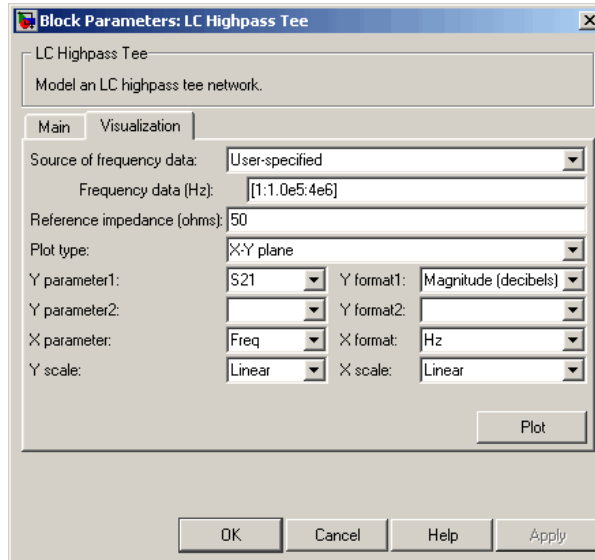 Block Parameters: LC Highpass Tee
LC Highpass Tee
Model an LC highpass tee network.
Main Visualization
Source of frequency data: User-specified
Frequency data (Hz): [1:1.0e5:4e6]
Reference impedance (ohms): 50
Plot type: X-Y plane
Y parameter1: S21 Y format1: Magnitude (decibels)
Y parameter2: Y format2:
X parameter: Freq X format: Hz
Y scale: Linear X scale: Linear
Plot
OK Cancel Help Apply